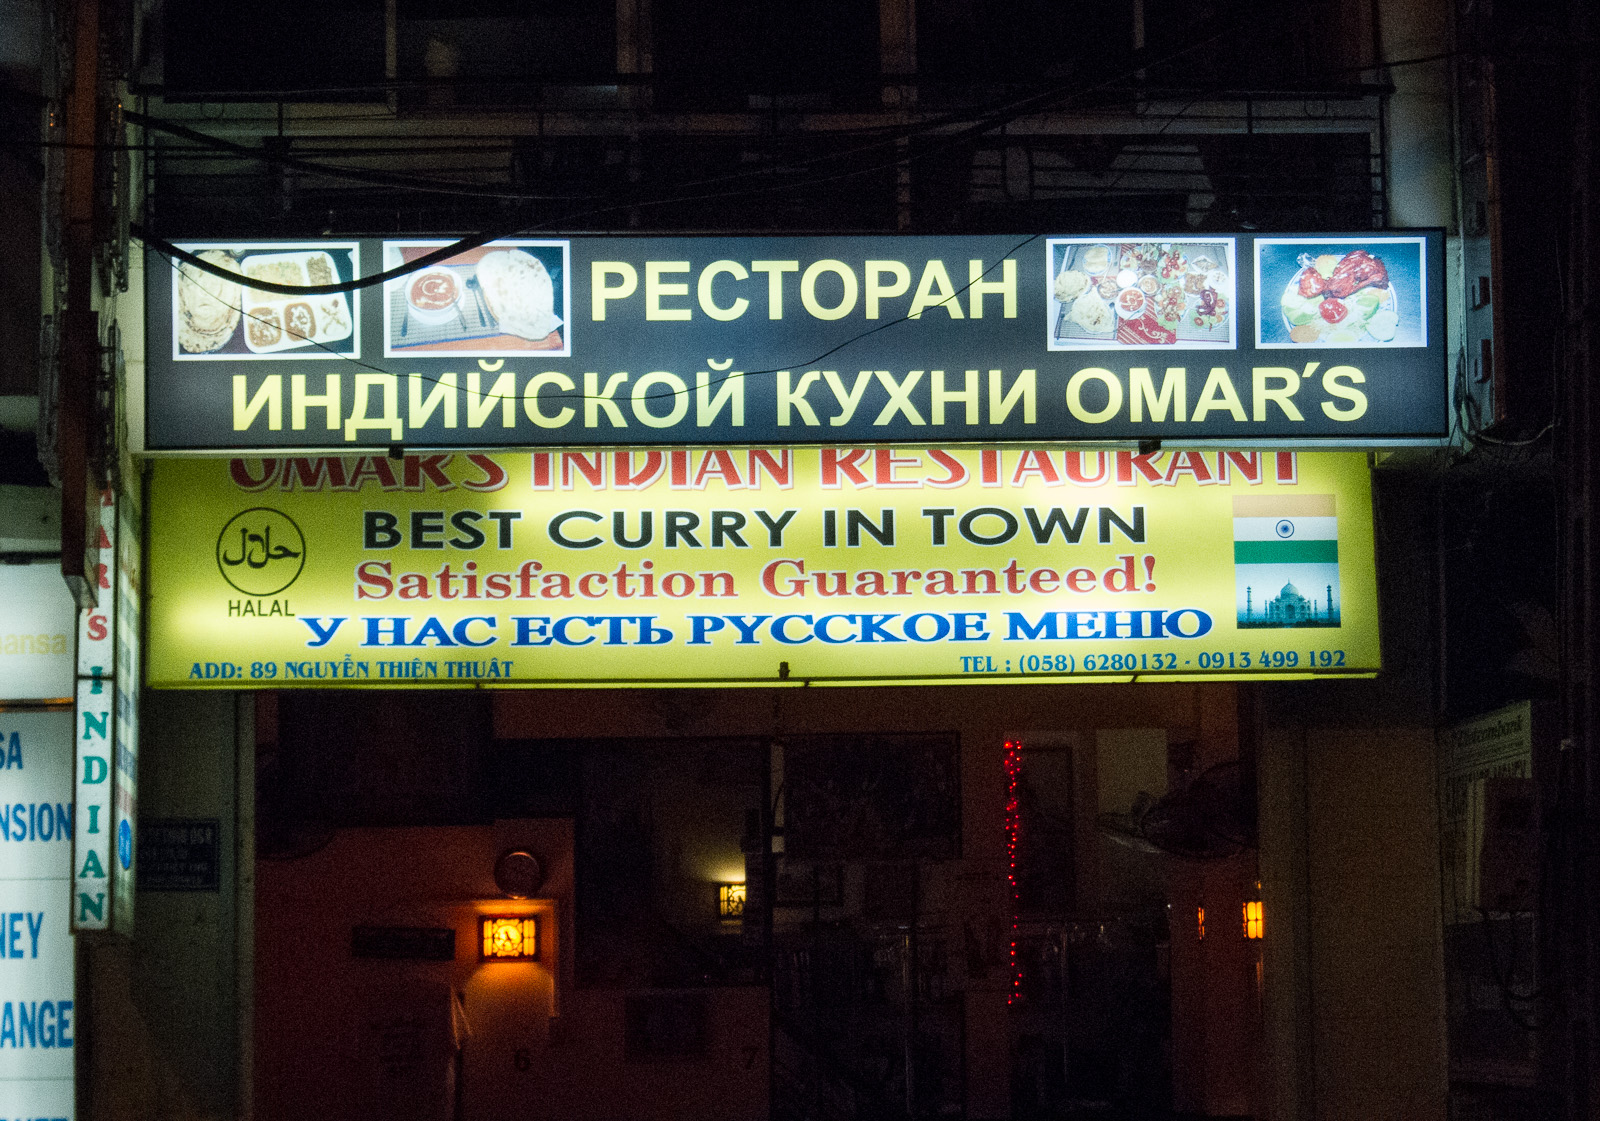 РЕСТОРАН
ИНДИЙСКОЙ КУХНИ OMAR'S
OMAR'S INDIAN RESTAURANT
BEST CURRY IN TOWN
Satisfaction Guaranteed!
حلال
HALAL
У НАС ЕСТЬ РУССКОЕ МЕНЮ
ADD: 89 NGUYỄN THIỆN THUẬT
TEL : (058) 6280132 - 0913 499 192
INDIAN